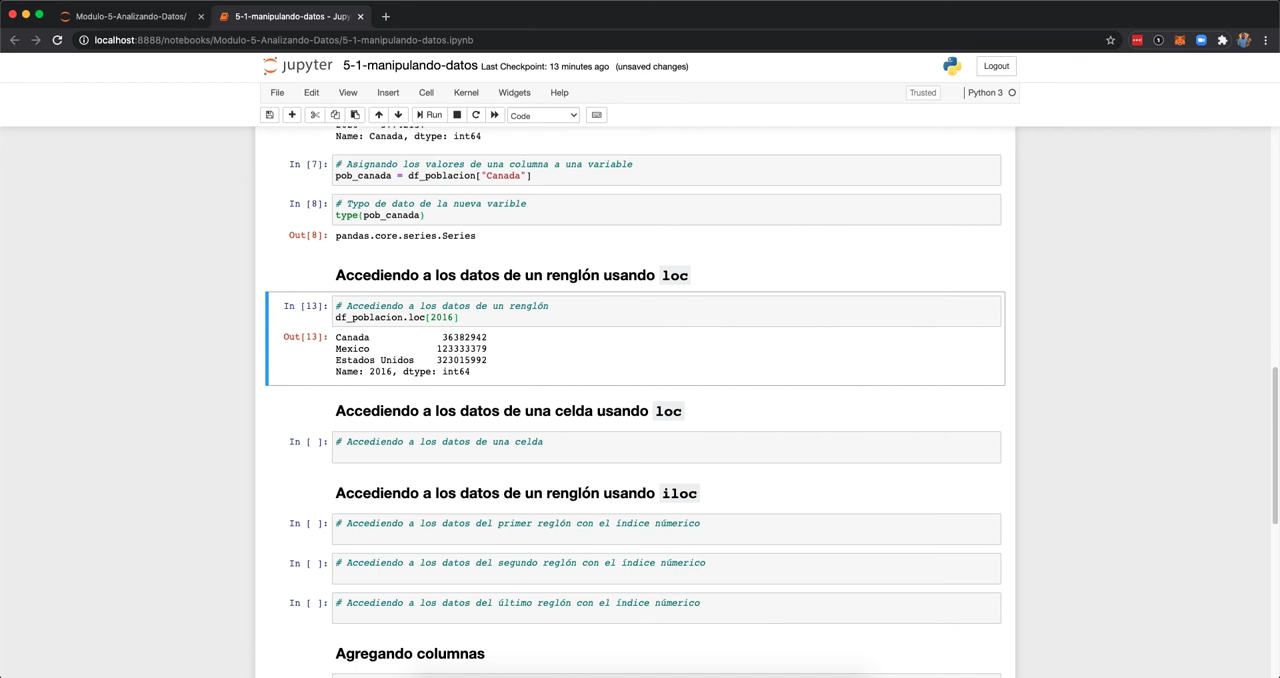 Modulo-5-Analizando-Datos/
5-1-manipulando-datos - Jupy
localhost:8888/notebooks/Modulo-5-Analizando-Datos/5-1-manipulando-datos.ipynb
jupyter 5-1-manipulando-datos Last Checkpoint: 13 minutes ago (unsaved changes)
Logout
File Edit View Insert Cell Kernel Widgets Help
Trusted
Python 3
Run
Code
Name: Canada, dtype: int64
In [7]: # Asignando los valores de una columna a una variable
pob_canada = df_poblacion["Canada"]
In [8]: # Typo de dato de la nueva varible
type(pob_canada)
Out[8]: pandas.core.series.Series
Accediendo a los datos de un renglón usando loc
In [13]: # Accediendo a los datos de un renglón
df_poblacion.loc[2016]
Out[13]: Canada 36382942
Mexico 123333379
Estados Unidos 323015992
Name: 2016, dtype: int64
Accediendo a los datos de una celda usando loc
In [ ]: # Accediendo a los datos de una celda
Accediendo a los datos de un renglón usando iloc
In [ ]: # Accediendo a los datos del primer reglón con el índice númerico
In [ ]: # Accediendo a los datos del segundo reglón con el índice númerico
In [ ]: # Accediendo a los datos del último reglón con el índice númerico
Agregando columnas